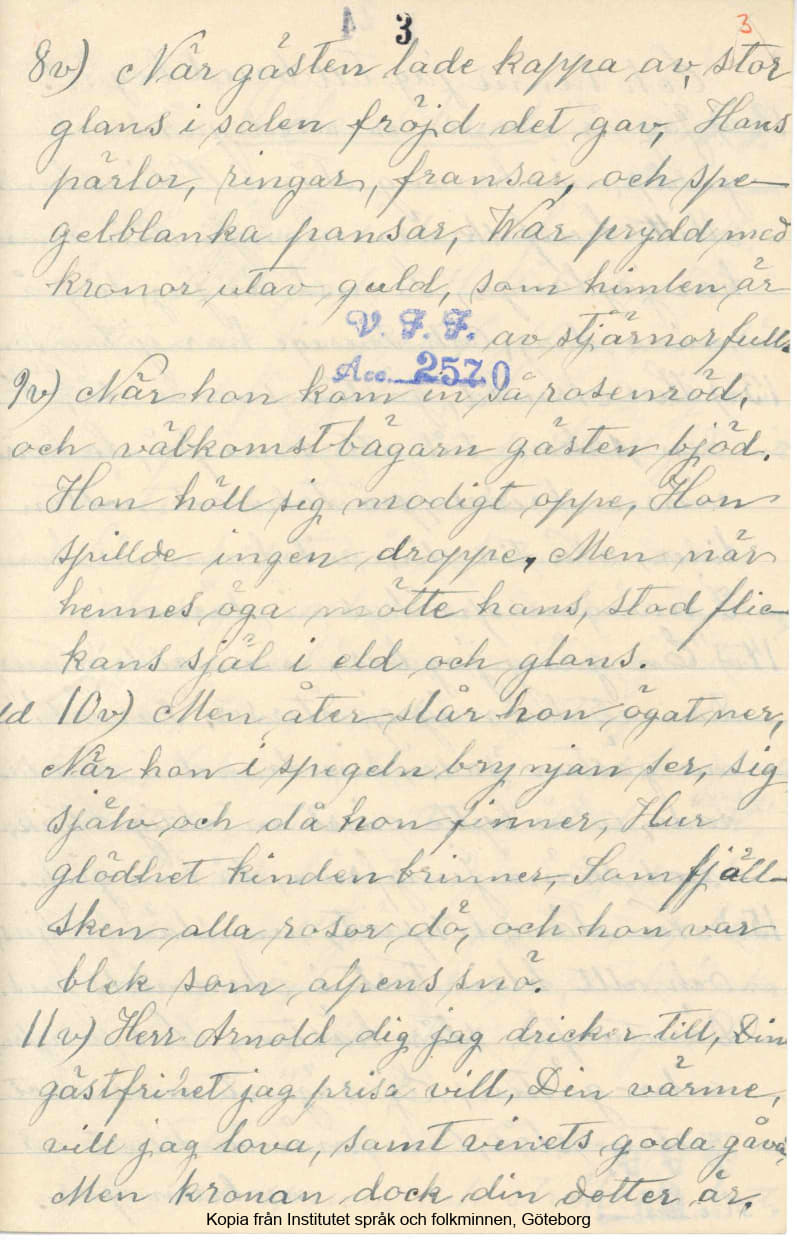 3 3
8v) När gästen lade kappa av, stor
glans i salen fröjd det gav, Hans
pärlor, ringar, fransar, och spe-
gelblanka pansar, War prydd med
kronor utav guld, som himlen är
V. F. F. av stjärnor full.
Acc. 2570
9v) När hon kom in så rosenröd,
och välkomstbägarn gästen bjöd.
Hon höll sig modigt oppe, Hon
spillde ingen droppe, Men när
hennes öga mötte hans, stod flic-
kans själ i eld och glans.
10v) Men åter slår hon ögat ner,
När hon i spegeln brynjan ser, sig
själv och då hon finner, Hur
glödhet kinden brinner, Som fjäll-
sken alla rosor dö, och hon var
blek som alpens snö.
11v) Herr Arnold dig jag dricker till, Din
gästfrihet jag prisa vill, Din värme,
vill jag lova, samt vinets goda gåva,
Men kronan dock din dotter är.
Kopia från Institutet språk och folkminnen, Göteborg